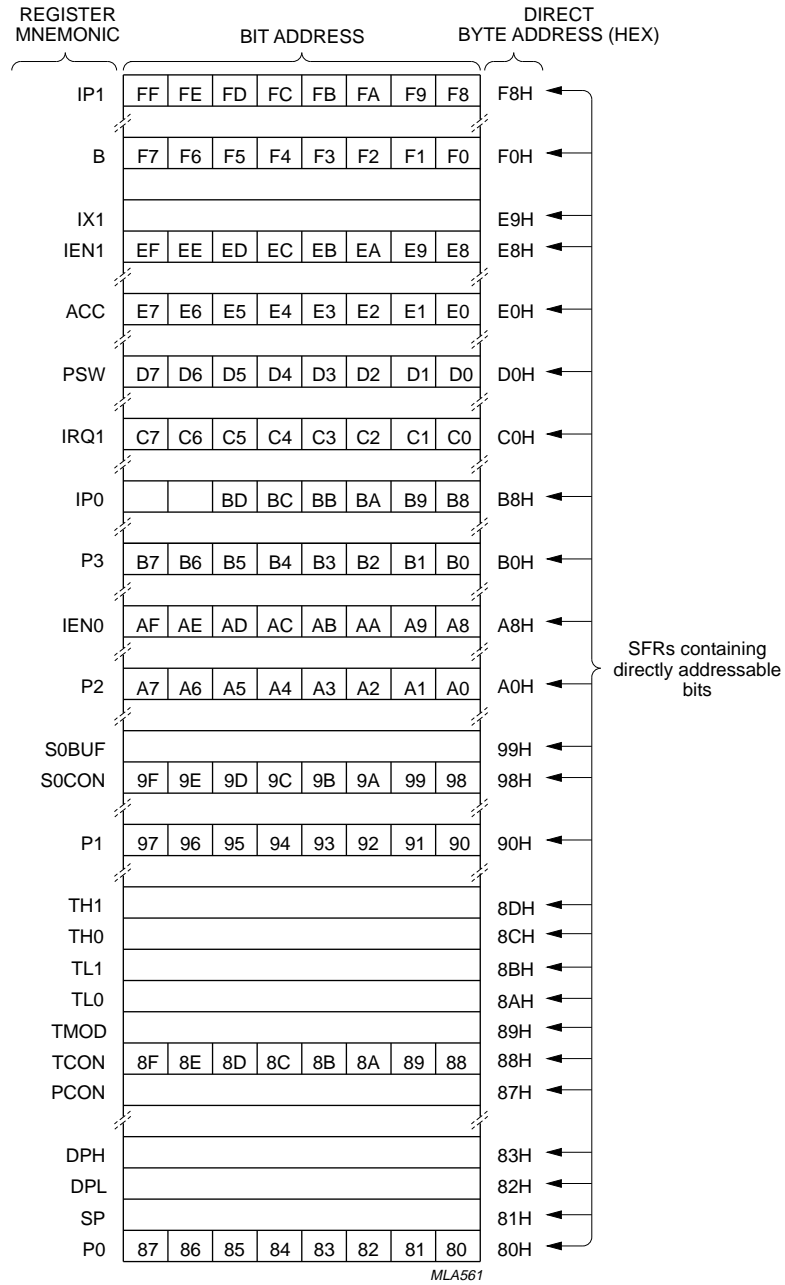 REGISTER
MNEMONIC
BIT ADDRESS
DIRECT
BYTE ADDRESS (HEX)
IP1 FF FE FD FC FB FA F9 F8 F8H
B F7 F6 F5 F4 F3 F2 F1 F0 F0H
IX1 E9H
IEN1 EF EE ED EC EB EA E9 E8 E8H
ACC E7 E6 E5 E4 E3 E2 E1 E0 E0H
PSW D7 D6 D5 D4 D3 D2 D1 D0 D0H
IRQ1 C7 C6 C5 C4 C3 C2 C1 C0 C0H
IP0 BD BC BB BA B9 B8 B8H
P3 B7 B6 B5 B4 B3 B2 B1 B0 B0H
IEN0 AF AE AD AC AB AA A9 A8 A8H
SFRs containing
directly addressable
bits
P2 A7 A6 A5 A4 A3 A2 A1 A0 A0H
S0BUF 99H
S0CON 9F 9E 9D 9C 9B 9A 99 98 98H
P1 97 96 95 94 93 92 91 90 90H
TH1 8DH
TH0 8CH
TL1 8BH
TL0 8AH
TMOD 89H
TCON 8F 8E 8D 8C 8B 8A 89 88 88H
PCON 87H
DPH 83H
DPL 82H
SP 81H
P0 87 86 85 84 83 82 81 80 80H
MLA561